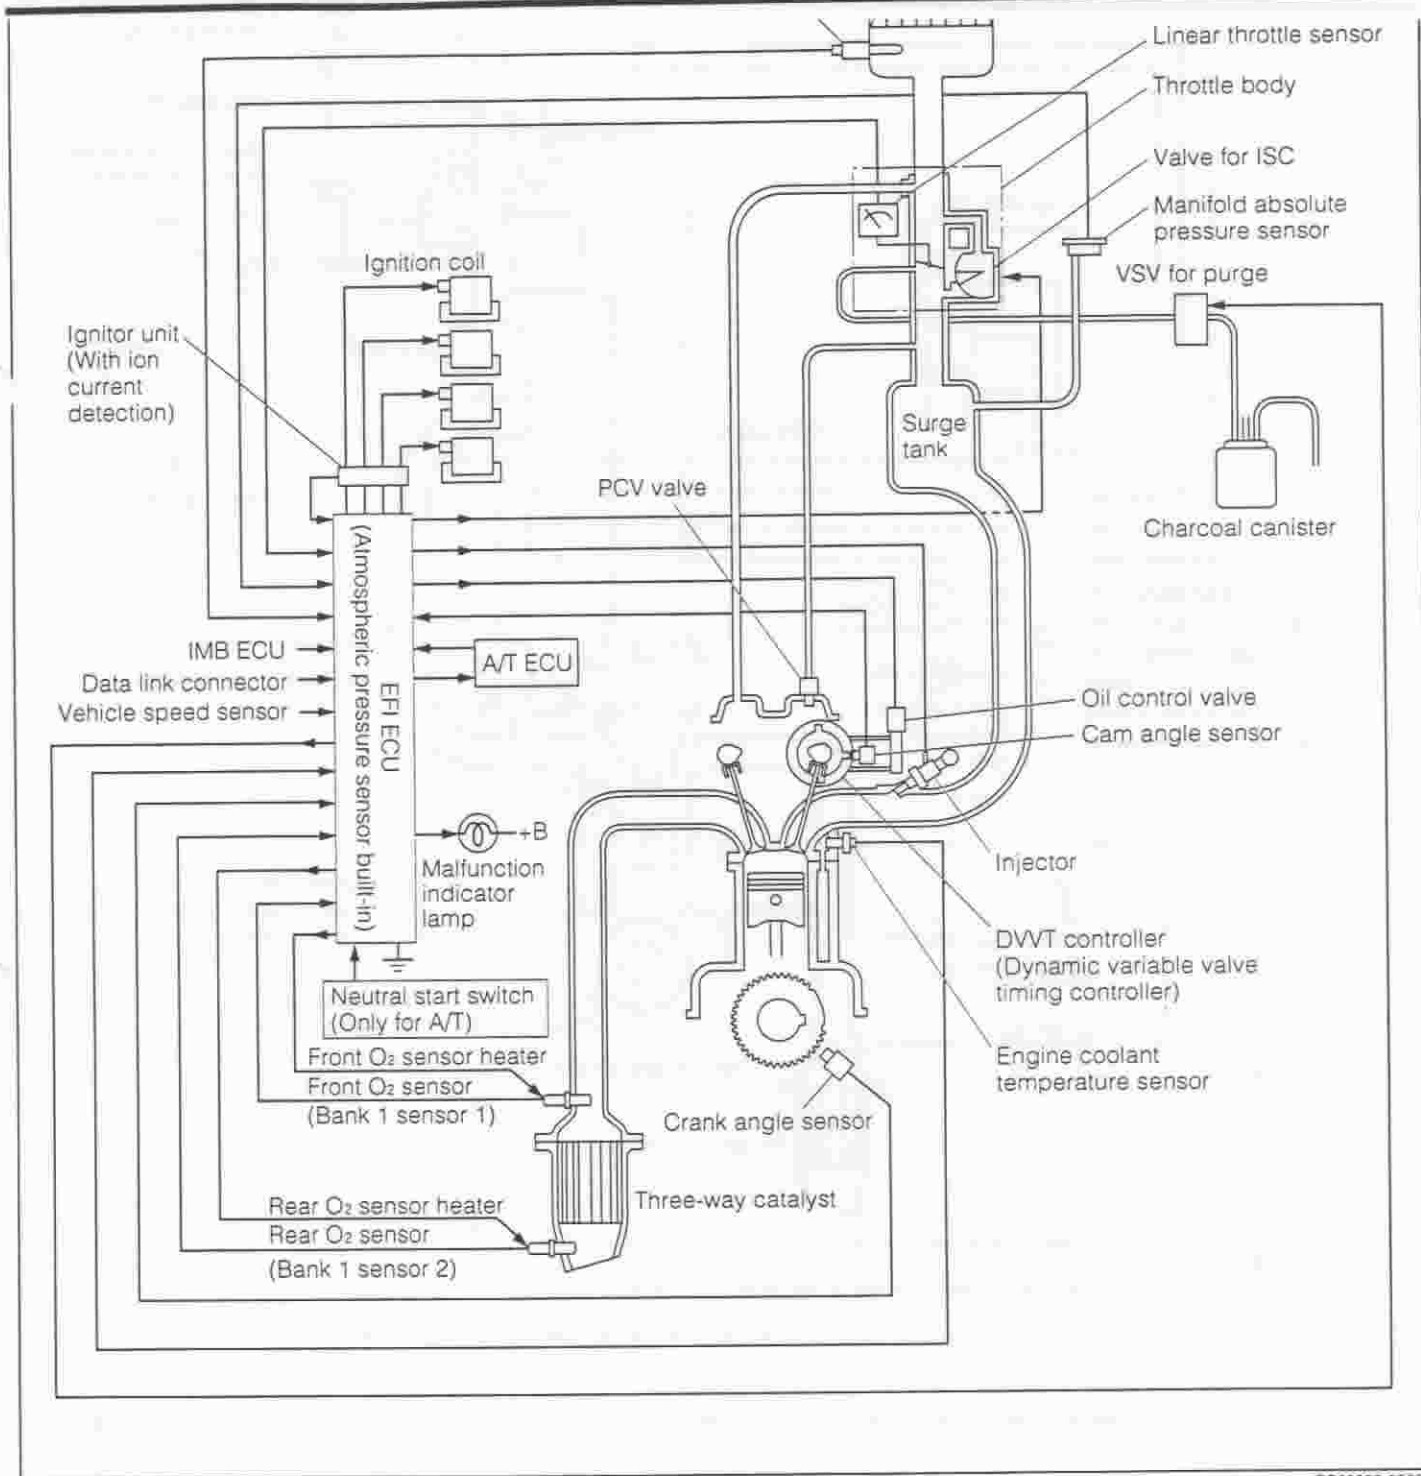 Linear throttle sensor
Throttle body
Valve for ISC
Manifold absolute
pressure sensor
VSV for purge
Ignition coil
Ignitor unit
(With ion
current
detection)
Surge
tank
PCV valve
Charcoal canister
(Atmospheric pressure sensor built-in)
EFI ECU
IMB ECU
Data link connector
Vehicle speed sensor
A/T ECU
Oil control valve
Cam angle sensor
+B
Malfunction
indicator
lamp
Injector
DVVT controller
(Dynamic variable valve
timing controller)
Neutral start switch
(Only for A/T)
Engine coolant
temperature sensor
Front O₂ sensor heater
Front O₂ sensor
(Bank 1 sensor 1)
Crank angle sensor
Three-way catalyst
Rear O₂ sensor heater
Rear O₂ sensor
(Bank 1 sensor 2)